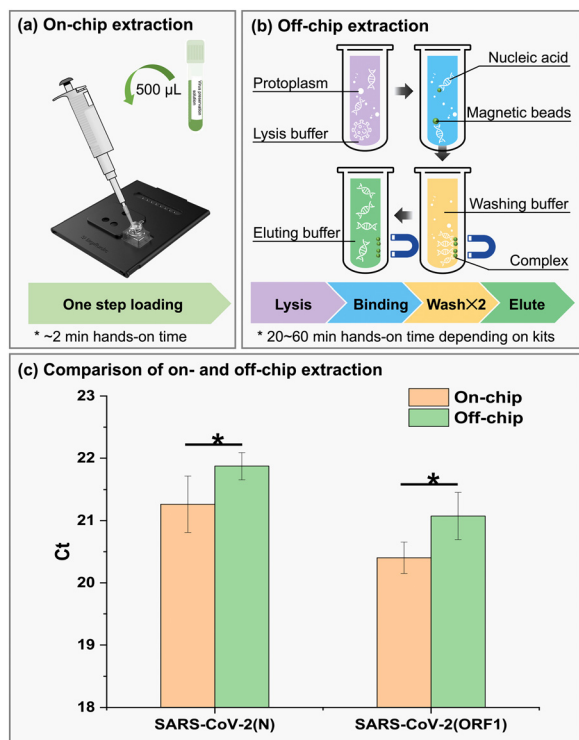 (a) On-chip extraction
500 μL
Virus preservation
solution
One step loading
* ~2 min hands-on time
(b) Off-chip extraction
Protoplasm
Lysis buffer
Nucleic acid
Magnetic beads
Eluting buffer
Washing buffer
Complex
Lysis
Binding
Wash×2
Elute
* 20~60 min hands-on time depending on kits
(c) Comparison of on- and off-chip extraction
On-chip
Off-chip
*
*
Ct
23
22
21
20
19
18
SARS-CoV-2(N)
SARS-CoV-2(ORF1)